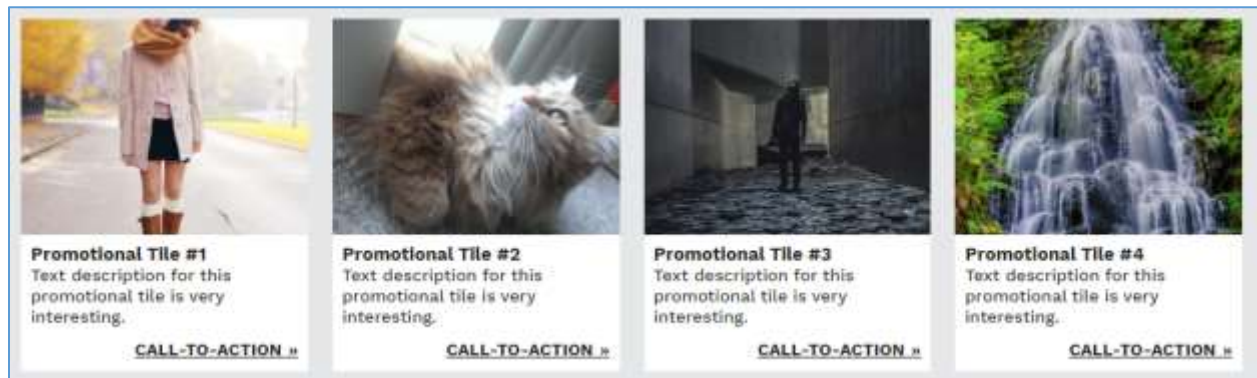 Promotional Tile #1
Text description for this
promotional tile is very
interesting.
CALL-TO-ACTION »
Promotional Tile #2
Text description for this
promotional tile is very
interesting.
CALL-TO-ACTION »
Promotional Tile #3
Text description for this
promotional tile is very
interesting.
CALL-TO-ACTION »
Promotional Tile #4
Text description for this
promotional tile is very
interesting.
CALL-TO-ACTION »